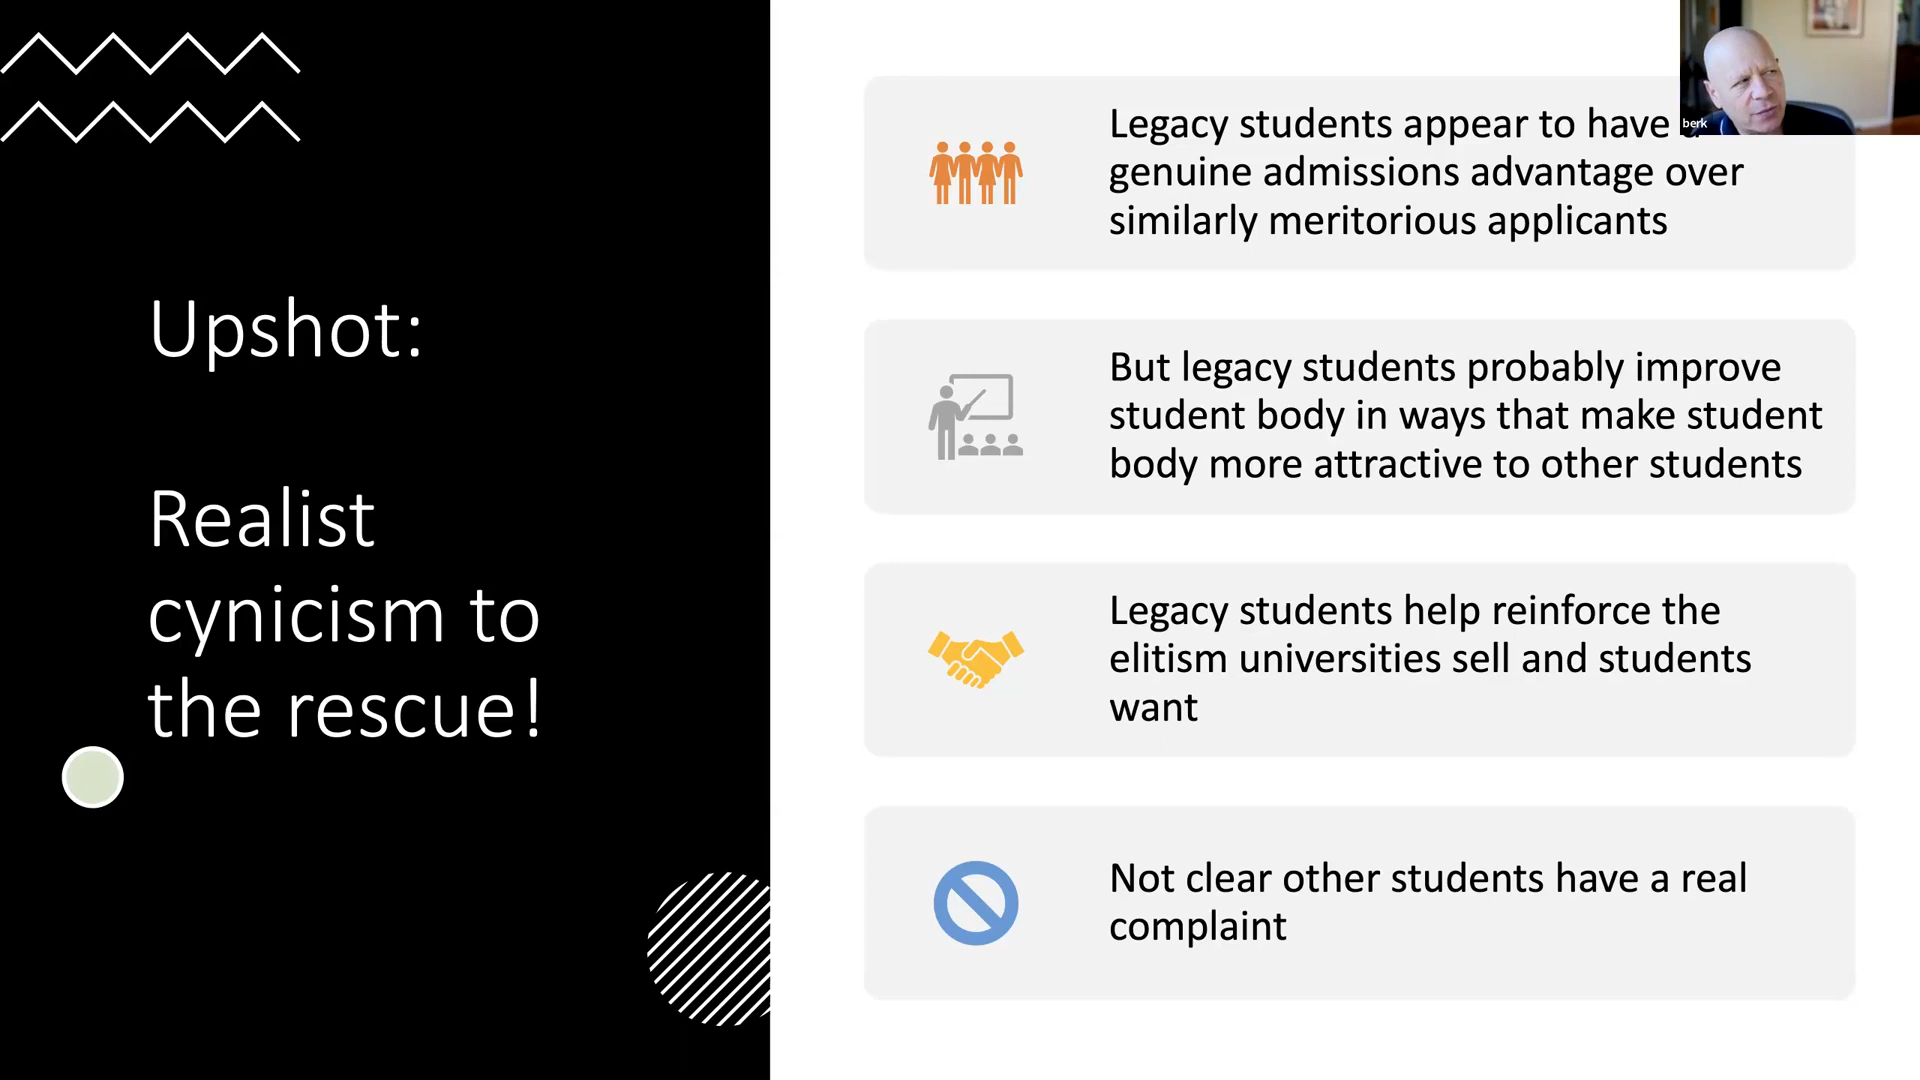 Upshot:
Realist
cynicism to
the rescue!
Legacy students appear to have
genuine admissions advantage over
similarly meritorious applicants
But legacy students probably improve
student body in ways that make student
body more attractive to other students
Legacy students help reinforce the
elitism universities sell and students
want
Not clear other students have a real
complaint
berk